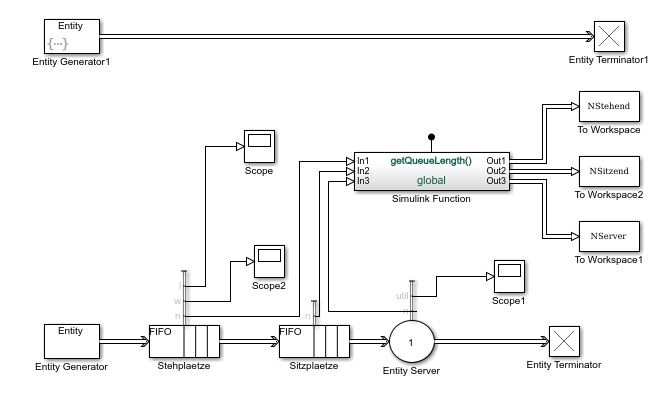 Entity
{...}
Entity Generator1
Entity Terminator1
NStehend
To Workspace
Scope
In1
In2
In3
getQueueLength()
global
Out1
Out2
Out3
Simulink Function
NSitzend
To Workspace2
NServer
To Workspace1
Scope2
Scope1
l
w
n
n
util
n
Entity
Entity Generator
FIFO
Stehplaetze
FIFO
Sitzplaetze
1
Entity Server
Entity Terminator